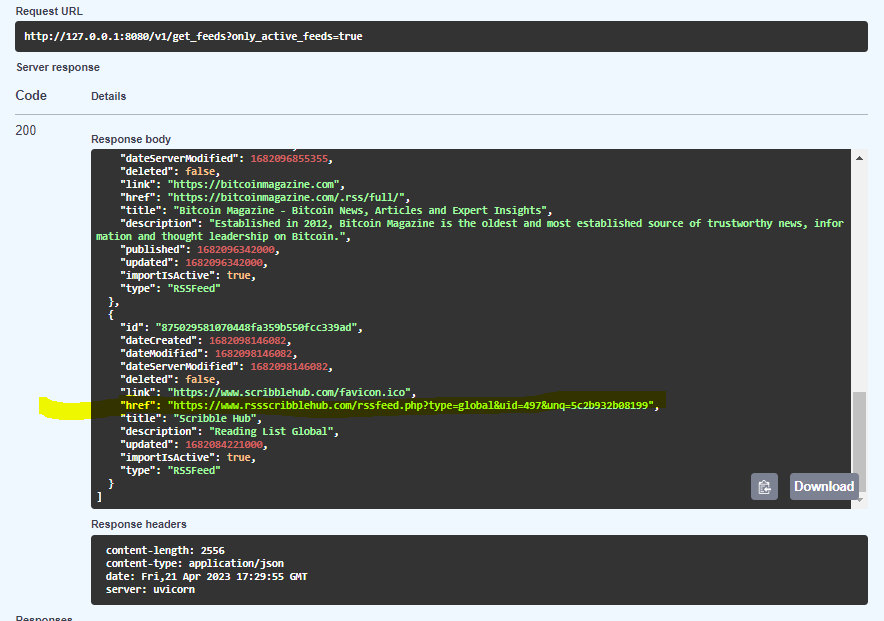 Request URL
http://127.0.0.1:8080/v1/get_feeds?only_active_feeds=true
Server response
Code Details
200
Response body
"dateServerModified": 1682096855355,
"deleted": false,
"link": "https://bitcoinmagazine.com",
"href": "https://bitcoinmagazine.com/.rss/full/",
"title": "Bitcoin Magazine - Bitcoin News, Articles and Expert Insights",
"description": "Established in 2012, Bitcoin Magazine is the oldest and most established source of trustworthy news, infor
mation and thought leadership on Bitcoin.",
"published": 1682096342000,
"updated": 1682096342000,
"importIsActive": true,
"type": "RSSFeed"
},
{
"id": "875029581070448fa359b550fcc339ad",
"dateCreated": 1682098146082,
"dateModified": 1682098146082,
"dateServerModified": 1682098146082,
"deleted": false,
"link": "https://www.scribblehub.com/favicon.ico",
"href": "https://www.rssscribblehub.com/rssfeed.php?type=global&uid=497&unq=5c2b932b08199",
"title": "Scribble Hub",
"description": "Reading List Global",
"updated": 1682084221000,
"importIsActive": true,
"type": "RSSFeed"
}
]
Download
Response headers
content-length: 2556
content-type: application/json
date: Fri,21 Apr 2023 17:29:55 GMT
server: uvicorn
Responses